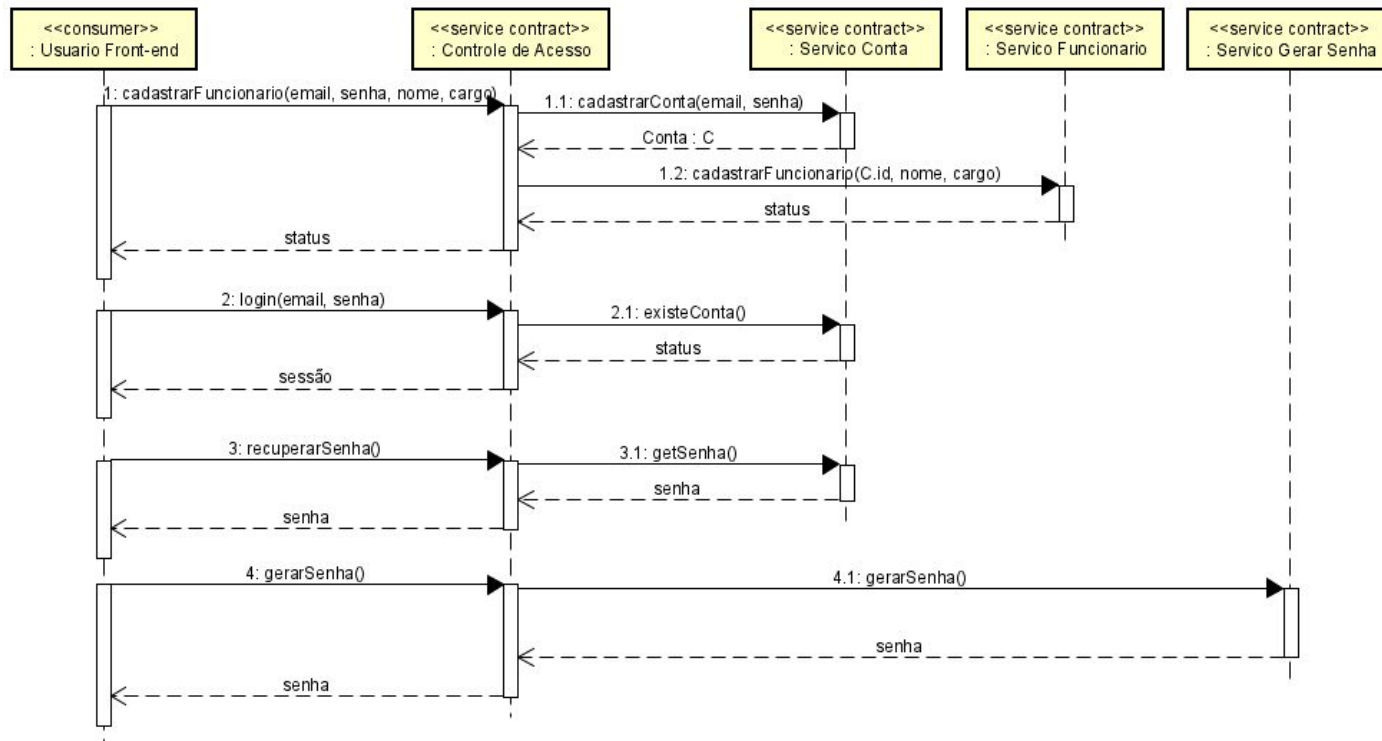 <<consumer>>
: Usuario Front-end
<<service contract>>
: Controle de Acesso
<<service contract>>
: Servico Conta
<<service contract>>
: Servico Funcionario
<<service contract>>
: Servico Gerar Senha
1: cadastrarFuncionario(email, senha, nome, cargo)
1.1: cadastrarConta(email, senha)
Conta : C
1.2: cadastrarFuncionario(C.id, nome, cargo)
status
status
2: login(email, senha)
2.1: existeConta()
status
sessão
3: recuperarSenha()
3.1: getSenha()
senha
senha
4: gerarSenha()
4.1: gerarSenha()
senha
senha